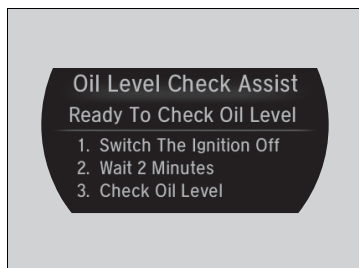 Oil Level Check Assist
Ready To Check Oil Level
1. Switch The Ignition Off
2. Wait 2 Minutes
3. Check Oil Level